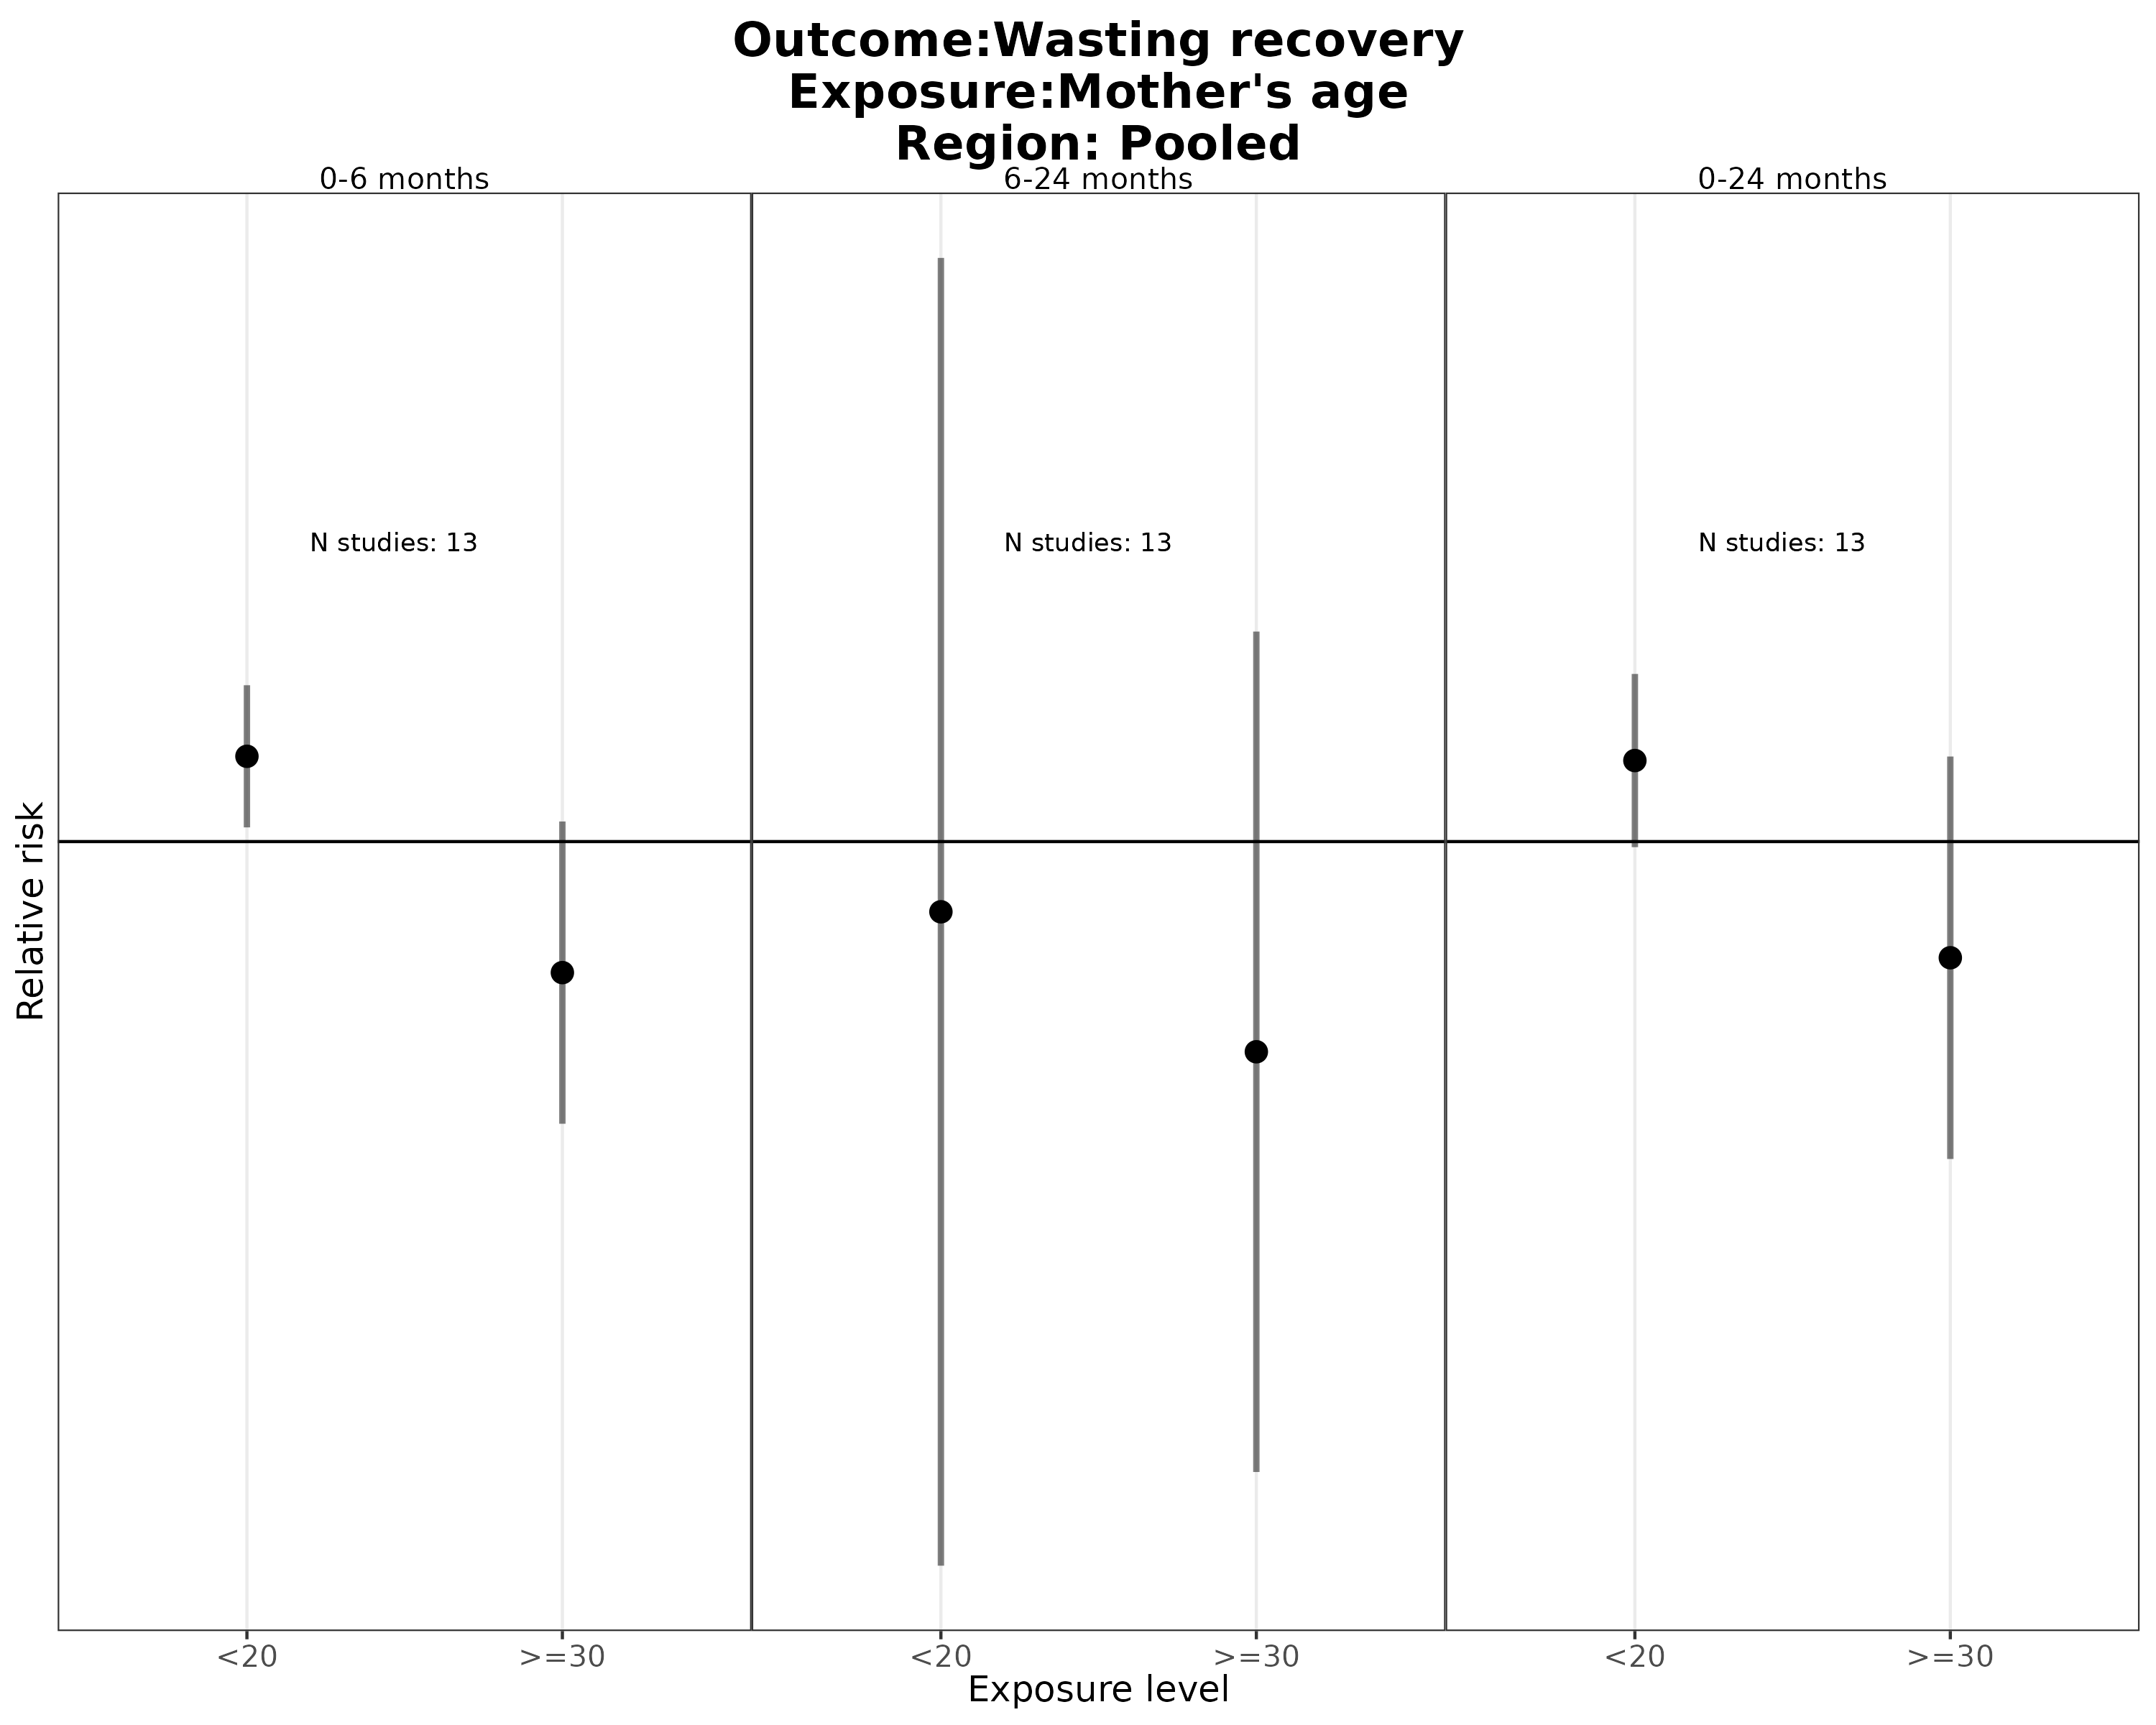 Outcome:Wasting recovery
Exposure:Mother's age
Region: Pooled
0-6 months
6-24 months
0-24 months
N studies: 13
N studies: 13
N studies: 13
Relative risk
<20
>=30
<20
>=30
<20
>=30
Exposure level